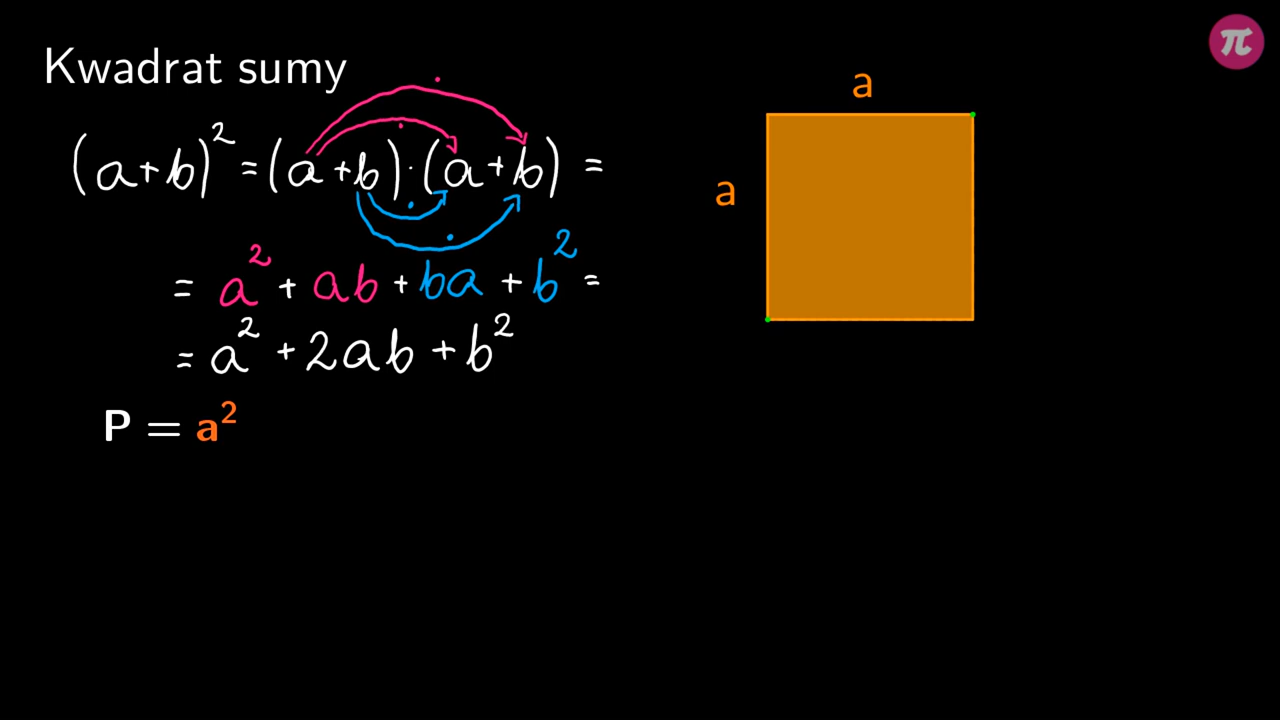 Kwadrat sumy
(a+b)² = (a+b)·(a+b) =
= a² + ab + ba + b² =
= a² + 2ab + b²
P = a²
a
a
π